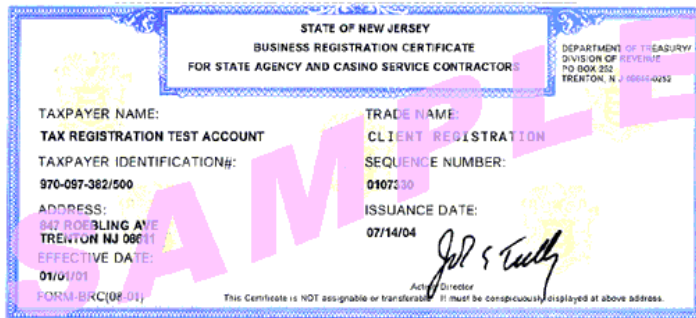 STATE OF NEW JERSEY
BUSINESS REGISTRATION CERTIFICATE
FOR STATE AGENCY AND CASINO SERVICE CONTRACTORS
DEPARTMENT OF TREASURY/
DIVISION OF REVENUE
PO BOX 252
TRENTON, N J 08646-0252
TAXPAYER NAME:
TAX REGISTRATION TEST ACCOUNT
TRADE NAME:
CLIENT REGISTRATION
TAXPAYER IDENTIFICATION#:
970-097-382/500
SEQUENCE NUMBER:
0107330
ADDRESS:
847 ROEBLING AVE
TRENTON NJ 08611
ISSUANCE DATE:
07/14/04
EFFECTIVE DATE:
01/01/01
Acting Director
FORM-BRC(08-01)
This Certificate is NOT assignable or transferable. It must be conspicuously displayed at above address.
SAMPLE